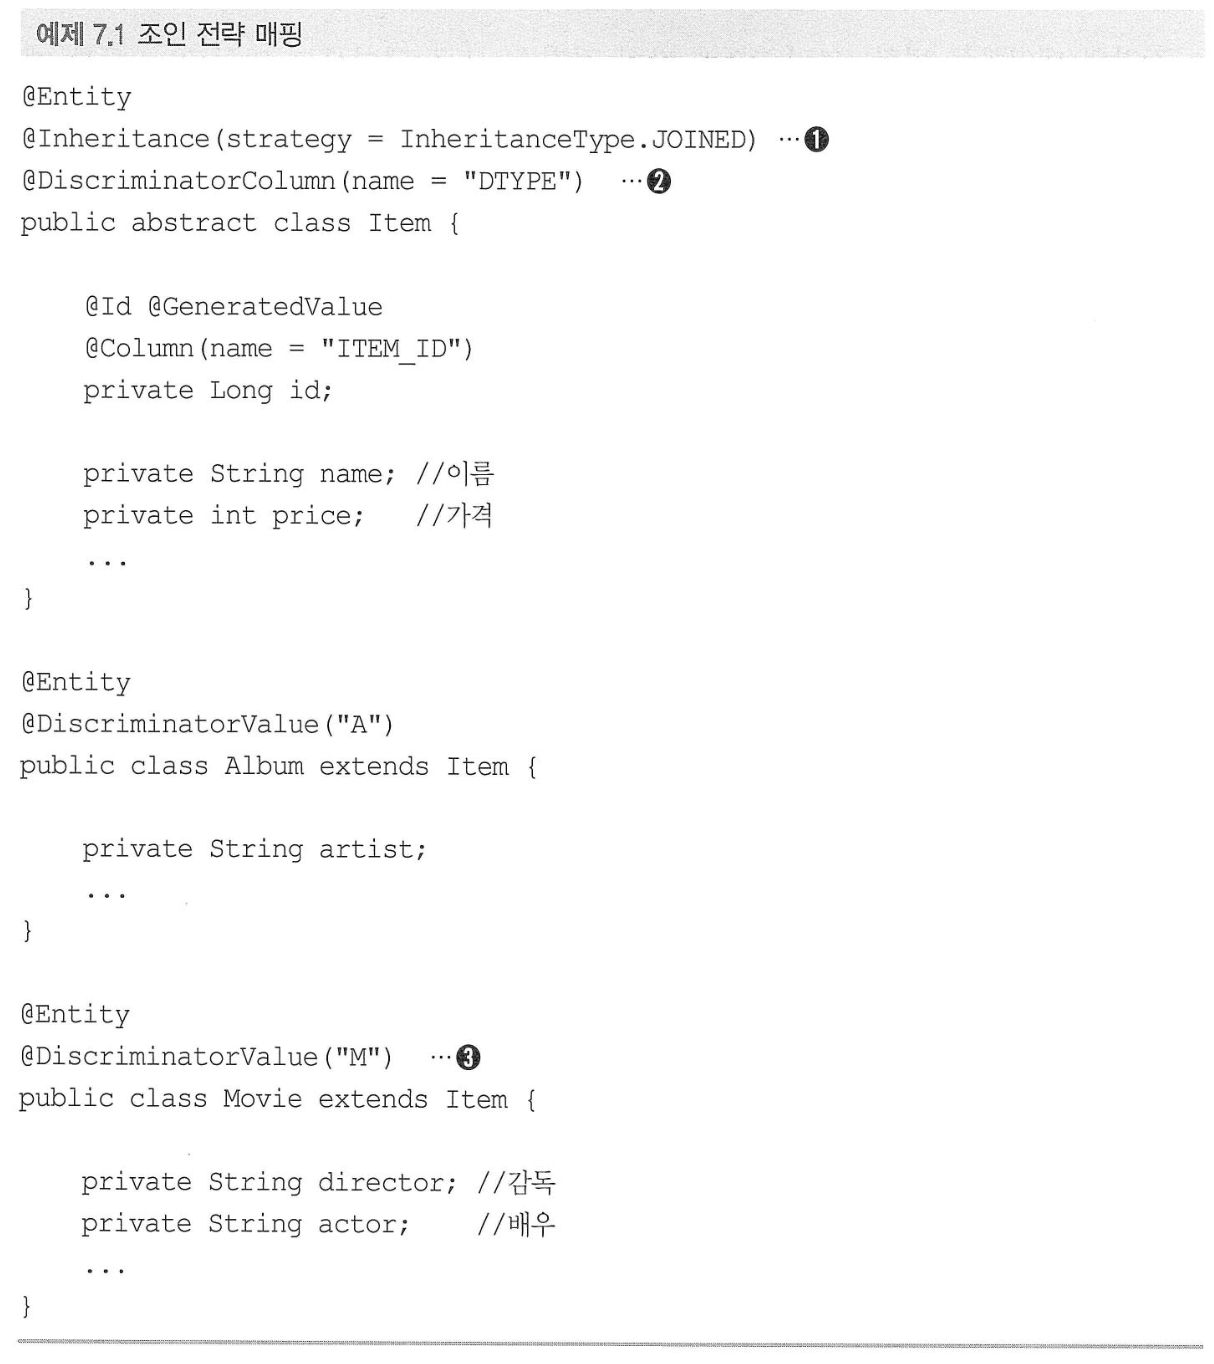 예제 7.1 조인 전략 매핑
@Entity
@Inheritance(strategy = InheritanceType.JOINED) …❶
@DiscriminatorColumn(name = "DTYPE") …❷
public abstract class Item {
@Id @GeneratedValue
@Column(name = "ITEM_ID")
private Long id;
private String name; //이름
private int price; //가격
...
}
@Entity
@DiscriminatorValue("A")
public class Album extends Item {
private String artist;
...
}
@Entity
@DiscriminatorValue("M") …❸
public class Movie extends Item {
private String director; //감독
private String actor; //배우
...
}